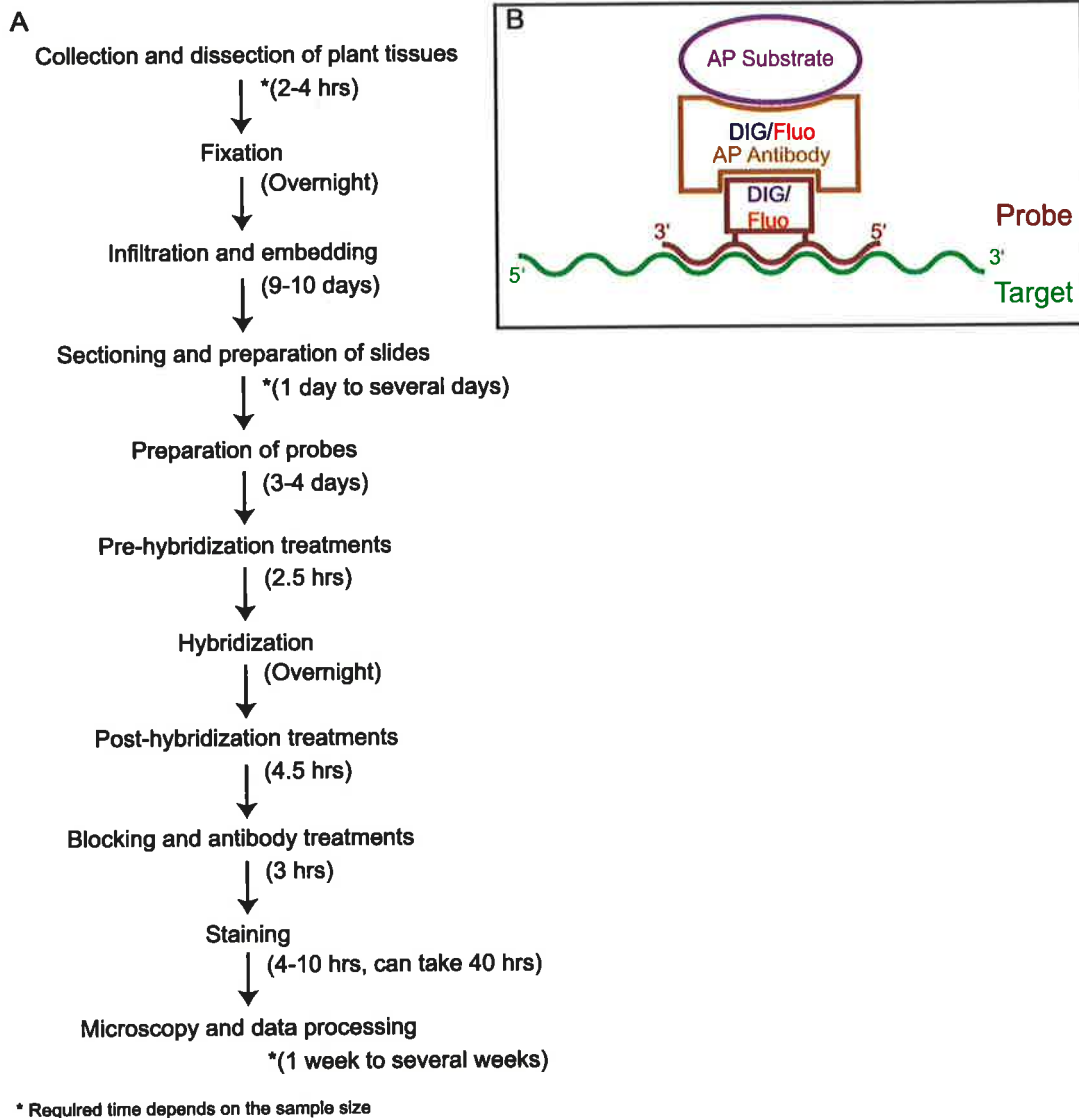 A
Collection and dissection of plant tissues
*(2-4 hrs)
Fixation
(Overnight)
Infiltration and embedding
(9-10 days)
Sectioning and preparation of slides
*(1 day to several days)
Preparation of probes
(3-4 days)
Pre-hybridization treatments
(2.5 hrs)
Hybridization
(Overnight)
Post-hybridization treatments
(4.5 hrs)
Blocking and antibody treatments
(3 hrs)
Staining
(4-10 hrs, can take 40 hrs)
Microscopy and data processing
*(1 week to several weeks)
* Required time depends on the sample size
B
AP Substrate
DIG/Fluo
AP Antibody
DIG/
Fluo
3' 5' Probe
5' 3'
Target